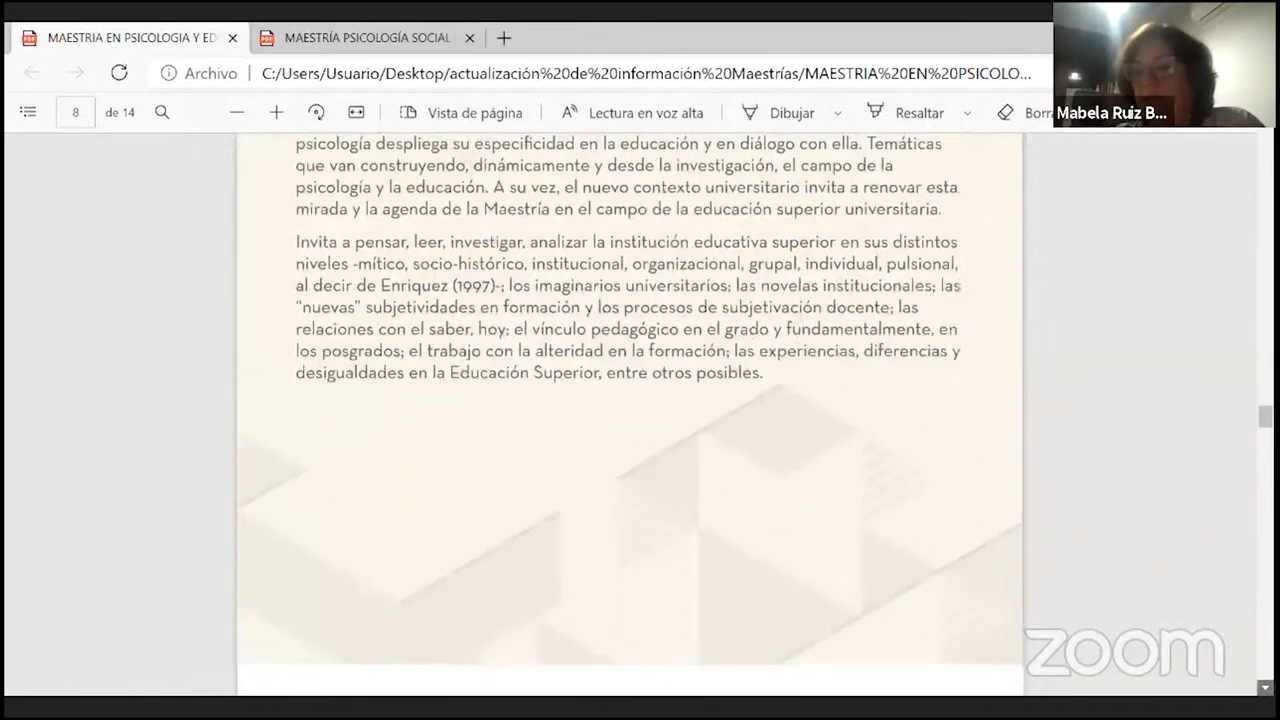 MAESTRIA EN PSICOLOGIA Y ED
MAESTRÍA PSICOLOGÍA SOCIAL
Archivo
C:/Users/Usuario/Desktop/actualización%20de%20información%20Maestrías/MAESTRIA%20EN%20PSICOLO...
8 de 14
Vista de página
Lectura en voz alta
Dibujar
Resaltar
Borra
Mabela Ruiz B...
psicología despliega su especificidad en la educación y en diálogo con ella. Temáticas
que van construyendo, dinámicamente y desde la investigación, el campo de la
psicología y la educación. A su vez, el nuevo contexto universitario invita a renovar esta
mirada y la agenda de la Maestría en el campo de la educación superior universitaria.
Invita a pensar, leer, investigar, analizar la institución educativa superior en sus distintos
niveles -mítico, socio-histórico, institucional, organizacional, grupal, individual, pulsional,
al decir de Enriquez (1997)-; los imaginarios universitarios; las novelas institucionales; las
“nuevas” subjetividades en formación y los procesos de subjetivación docente; las
relaciones con el saber, hoy; el vínculo pedagógico en el grado y fundamentalmente, en
los posgrados; el trabajo con la alteridad en la formación; las experiencias, diferencias y
desigualdades en la Educación Superior, entre otros posibles.
zoom